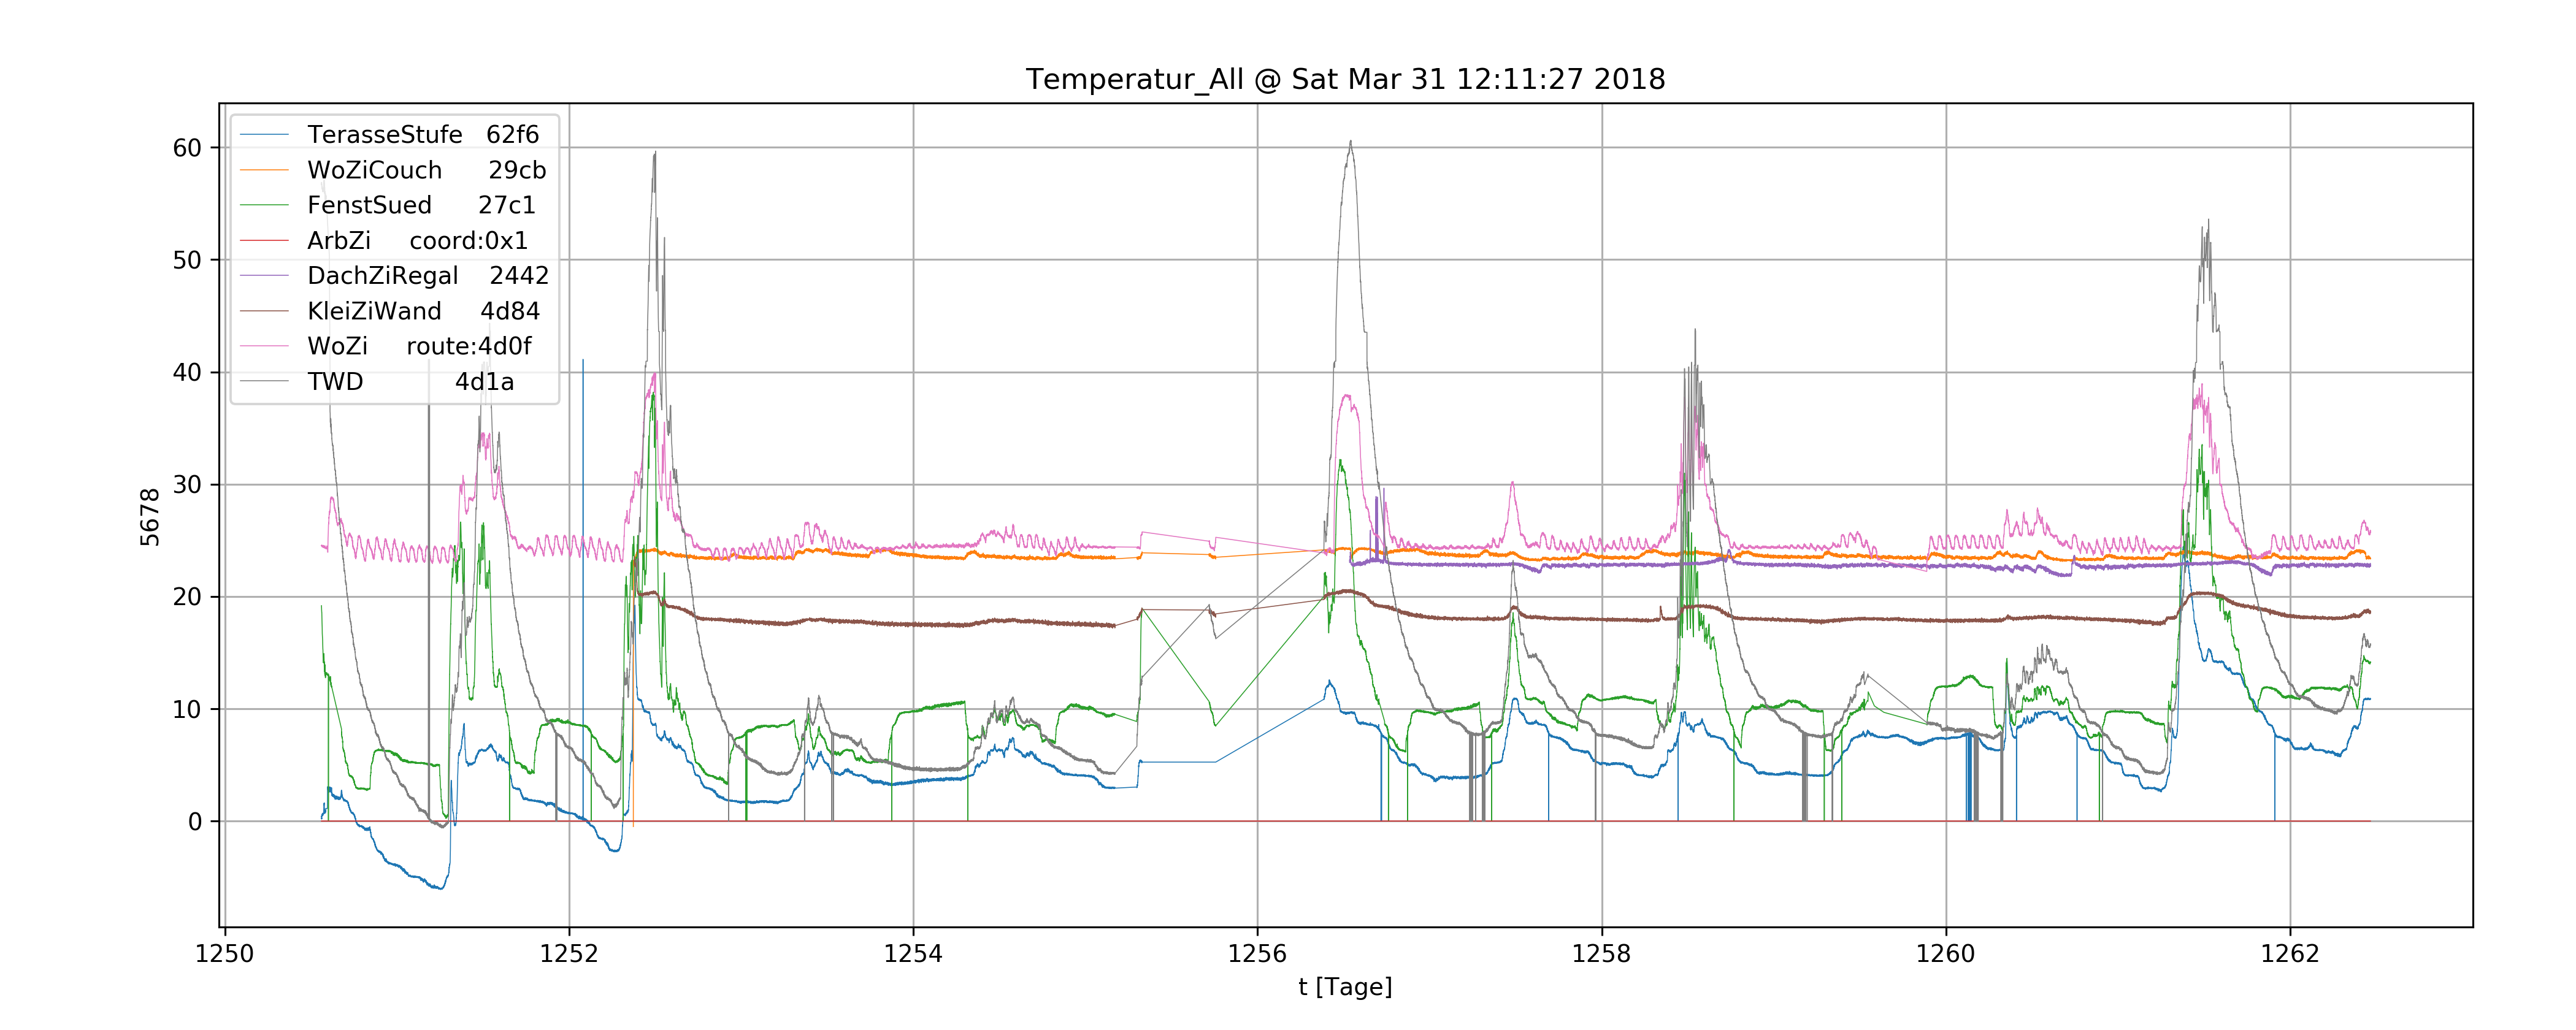 Temperatur_All @ Sat Mar 31 12:11:27 2018
TerasseStufe 62f6
WoZiCouch 29cb
FenstSued 27c1
ArbZi coord:0x1
DachZiRegal 2442
KleiZiWand 4d84
WoZi route:4d0f
TWD 4d1a
60
50
40
30
20
10
0
5678
1250 1252 1254 1256 1258 1260 1262
t [Tage]